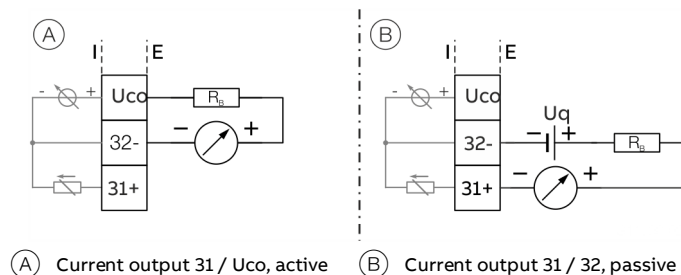 A
B
I E
I E
- +
Uco
R_B
32-
- +
31+
- +
Uco
Uq
- +
32-
R_B
- +
31+
A Current output 31 / Uco, active
B Current output 31 / 32, passive